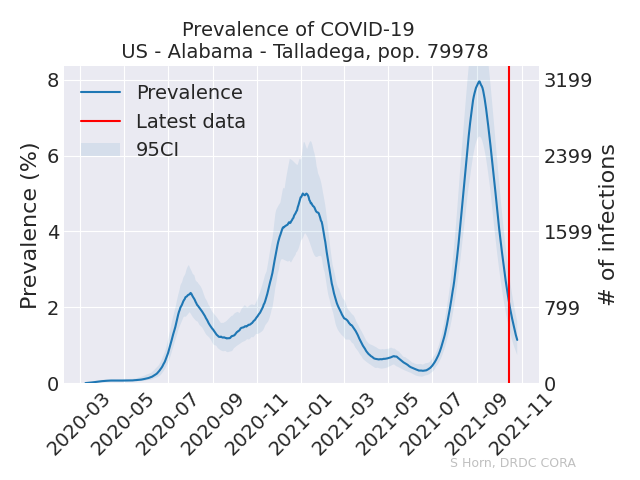 Prevalence of COVID-19
US - Alabama - Talladega, pop. 79978
Prevalence
Latest data
95CI
Prevalence (%)
8
6
4
2
0
3199
2399
1599
799
0
# of infections
2020-03
2020-05
2020-07
2020-09
2020-11
2021-01
2021-03
2021-05
2021-07
2021-09
2021-11
S Horn, DRDC CORA